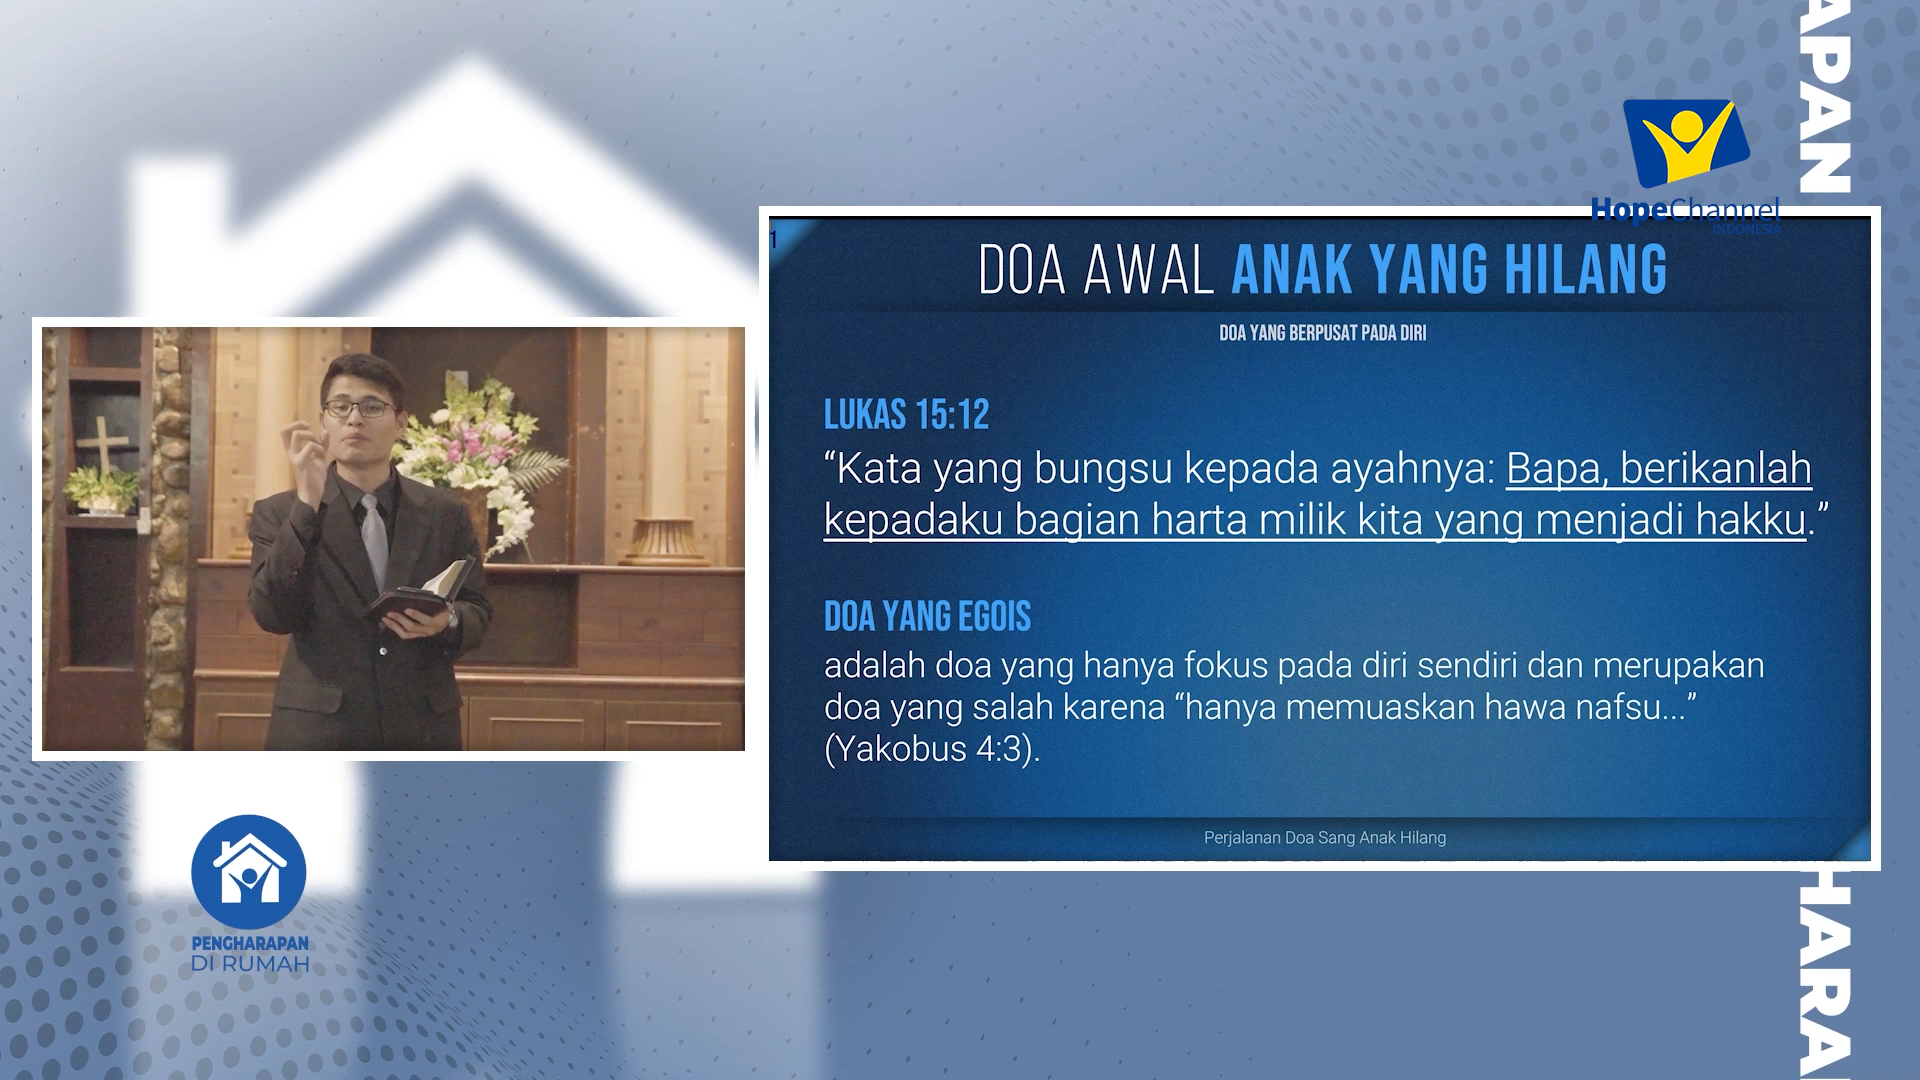 APAN
HopeChannel
INDONESIA
1
DOA AWAL ANAK YANG HILANG
DOA YANG BERPUSAT PADA DIRI
LUKAS 15:12
“Kata yang bungsu kepada ayahnya: Bapa, berikanlah
kepadaku bagian harta milik kita yang menjadi hakku.”
DOA YANG EGOIS
adalah doa yang hanya fokus pada diri sendiri dan merupakan
doa yang salah karena “hanya memuaskan hawa nafsu...”
(Yakobus 4:3).
Perjalanan Doa Sang Anak Hilang
PENGHARAPAN
DI RUMAH
HARA